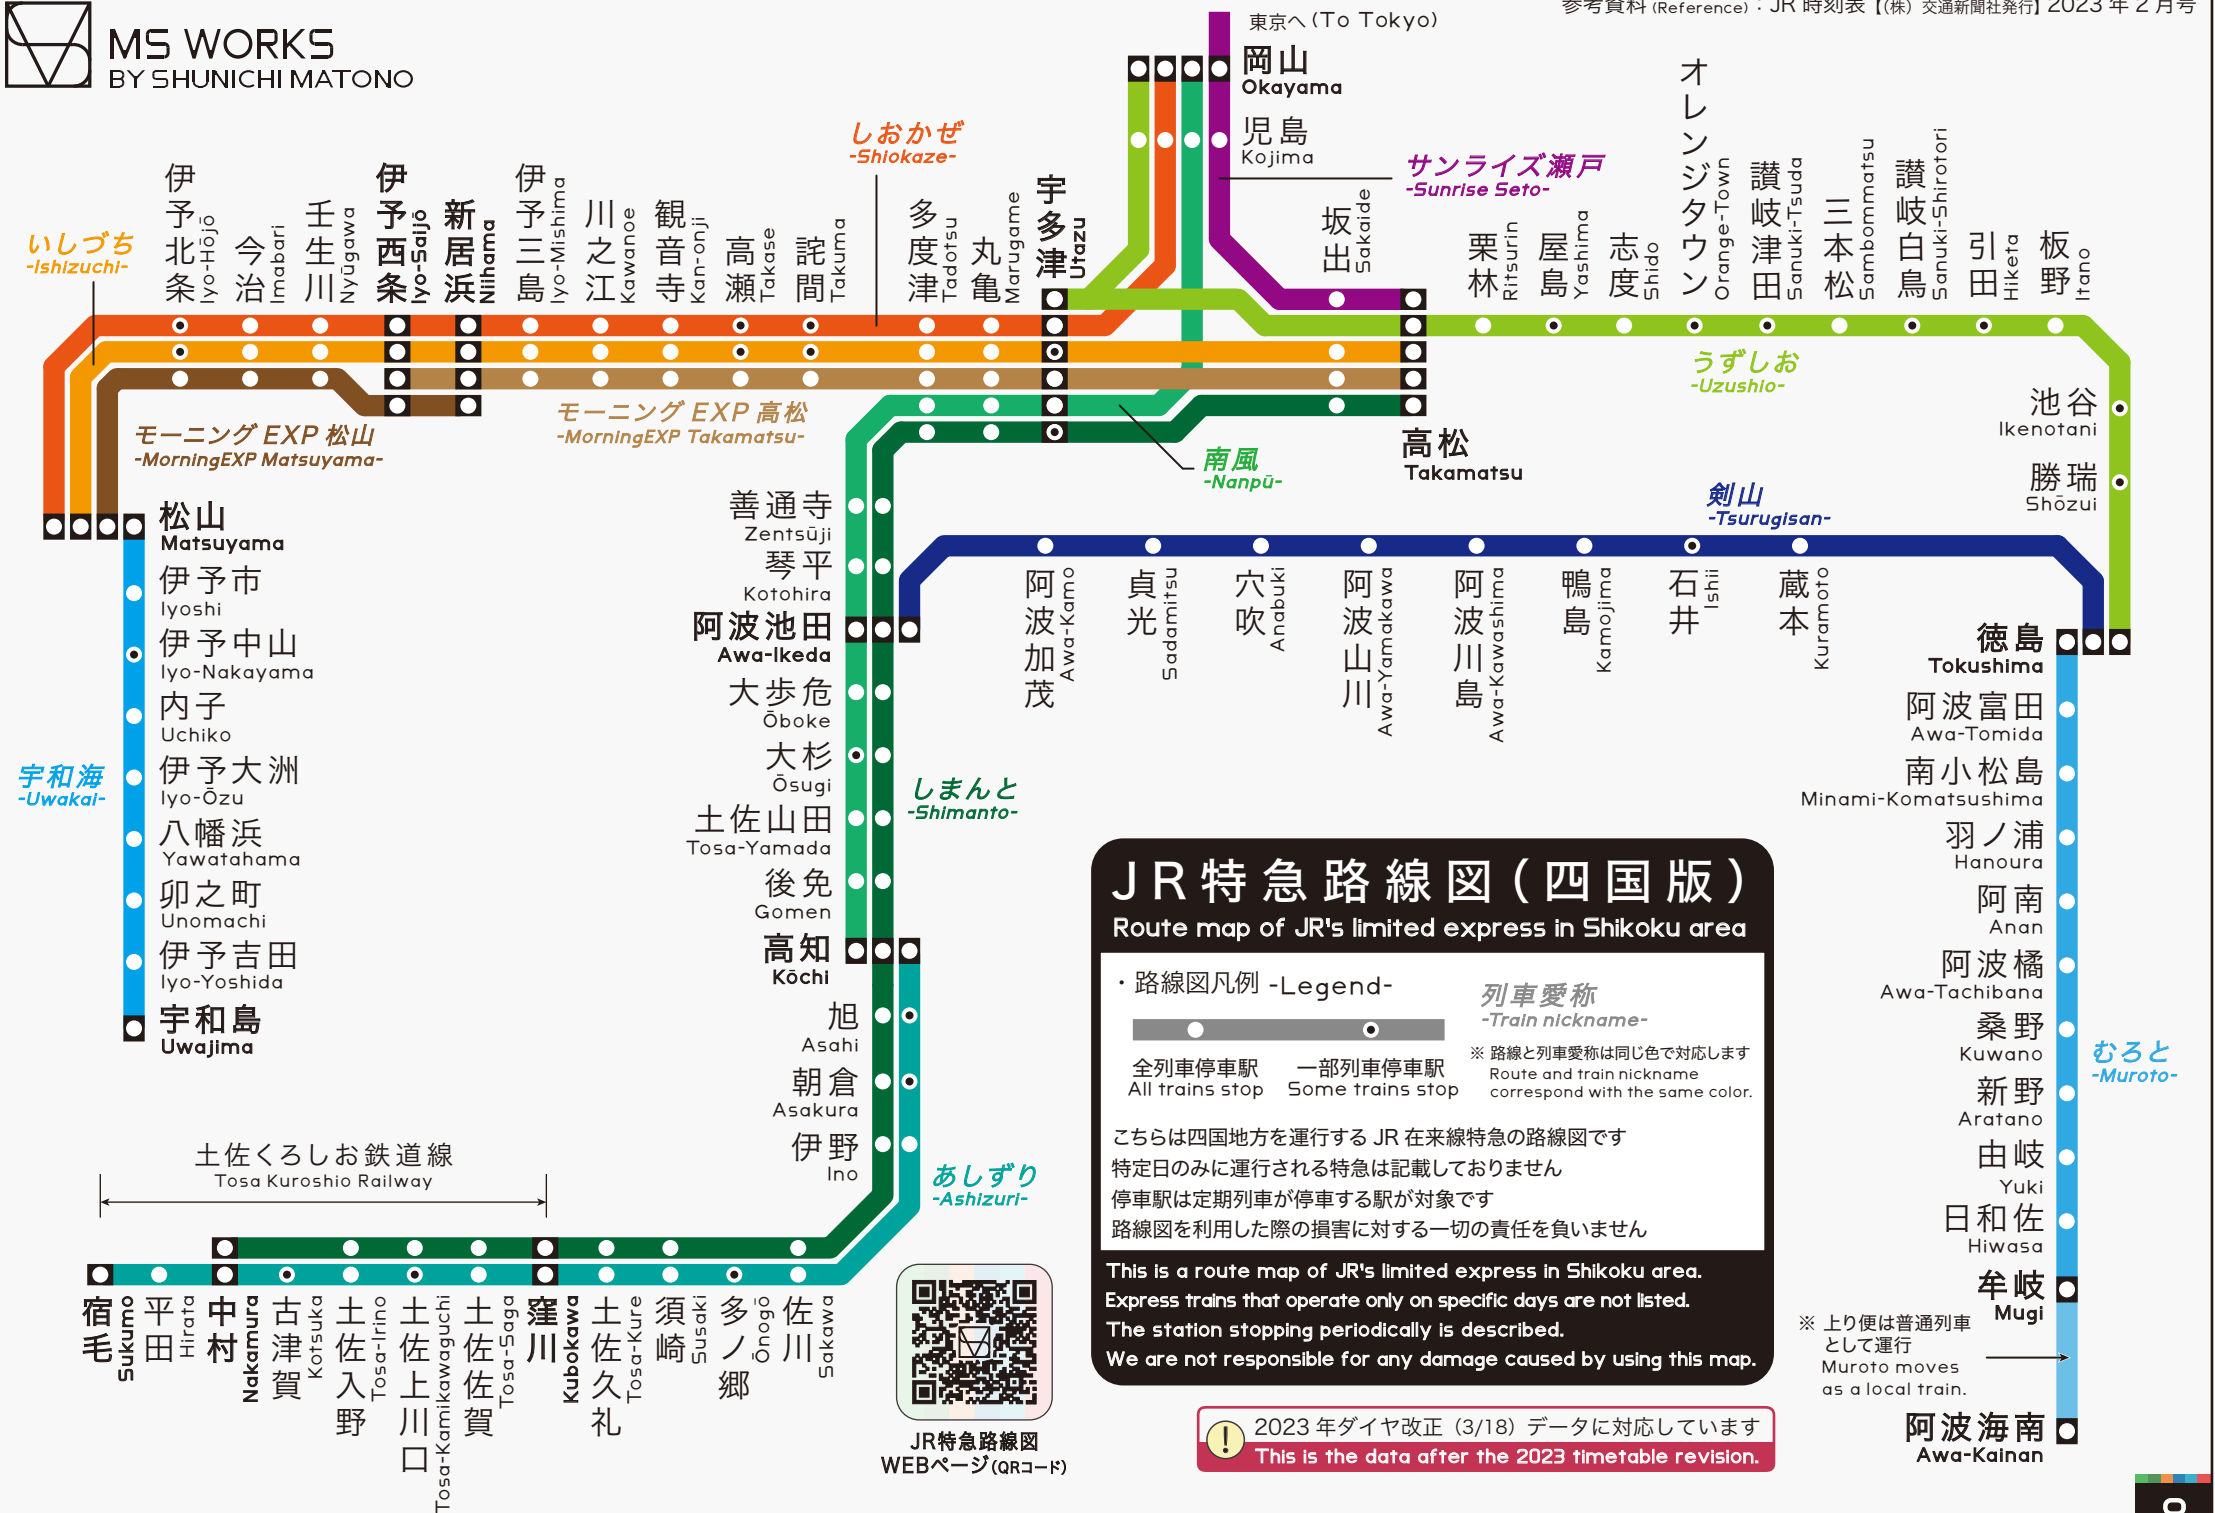 MS WORKS
BY SHUNICHI MATONO
参考資料 (Reference)：JR 時刻表【(株) 交通新聞社発行】2023 年 2 月号
東京へ (To Tokyo)
岡山
Okayama
児島
Kojima
サンライズ瀬戸
-Sunrise Seto-
しおかぜ
-Shiokaze-
いしづち
-Ishizuchi-
伊予北条
Iyo-Hōjō
今治
Imabari
壬生川
Nyūgawa
伊予西条
Iyo-Saijō
新居浜
Niihama
伊予三島
Iyo-Mishima
川之江
Kawanoe
観音寺
Kan-onji
高瀬
Takase
詫間
Takuma
多度津
Tadotsu
丸亀
Marugame
宇多津
Utazu
坂出
Sakaide
栗林
Ritsurin
屋島
Yashima
志度
Shido
オレンジタウン
Orange-Town
讃岐津田
Sanuki-Tsuda
三本松
Sambommatsu
讃岐白鳥
Sanuki-Shirotori
引田
Hiketa
板野
Itano
うずしお
-Uzushio-
池谷
Ikenotani
勝瑞
Shōzui
モーニング EXP 松山
-MorningEXP Matsuyama-
モーニング EXP 高松
-MorningEXP Takamatsu-
南風
-Nanpū-
高松
Takamatsu
松山
Matsuyama
伊予市
Iyoshi
伊予中山
Iyo-Nakayama
内子
Uchiko
伊予大洲
Iyo-Ōzu
八幡浜
Yawatahama
卯之町
Unomachi
伊予吉田
Iyo-Yoshida
宇和島
Uwajima
宇和海
-Uwakai-
善通寺
Zentsūji
琴平
Kotohira
阿波池田
Awa-Ikeda
大歩危
Ōboke
大杉
Ōsugi
土佐山田
Tosa-Yamada
後免
Gomen
高知
Kōchi
旭
Asahi
朝倉
Asakura
伊野
Ino
しまんと
-Shimanto-
あしずり
-Ashizuri-
剣山
-Tsurugisan-
阿波加茂
Awa-Kamo
貞光
Sadamitsu
穴吹
Anabuki
阿波山川
Awa-Yamakawa
阿波川島
Awa-Kawashima
鴨島
Kamojima
石井
Ishii
蔵本
Kuramoto
徳島
Tokushima
阿波富田
Awa-Tomida
南小松島
Minami-Komatsushima
羽ノ浦
Hanoura
阿南
Anan
阿波橘
Awa-Tachibana
桑野
Kuwano
新野
Aratano
由岐
Yuki
日和佐
Hiwasa
牟岐
Mugi
阿波海南
Awa-Kainan
むろと
-Muroto-
※ 上り便は普通列車
として運行
Muroto moves
as a local train.
土佐くろしお鉄道線
Tosa Kuroshio Railway
宿毛
Sukumo
平田
Hirata
中村
Nakamura
古津賀
Kotsuka
土佐入野
Tosa-Irino
土佐上川口
Tosa-Kamikawaguchi
土佐佐賀
Tosa-Saga
窪川
Kubokawa
土佐久礼
Tosa-Kure
須崎
Susaki
多ノ郷
Ōnogō
佐川
Sakawa
JR特急路線図
WEBページ(QRコード)
JR特急路線図(四国版)
Route map of JR's limited express in Shikoku area
・路線図凡例 -Legend-
全列車停車駅
All trains stop
一部列車停車駅
Some trains stop
列車愛称
-Train nickname-
※ 路線と列車愛称は同じ色で対応します
Route and train nickname
correspond with the same color.
こちらは四国地方を運行する JR 在来線特急の路線図です
特定日のみに運行される特急は記載しておりません
停車駅は定期列車が停車する駅が対象です
路線図を利用した際の損害に対する一切の責任を負いません
This is a route map of JR's limited express in Shikoku area.
Express trains that operate only on specific days are not listed.
The station stopping periodically is described.
We are not responsible for any damage caused by using this map.
! 2023 年ダイヤ改正（3/18）データに対応しています
This is the data after the 2023 timetable revision.